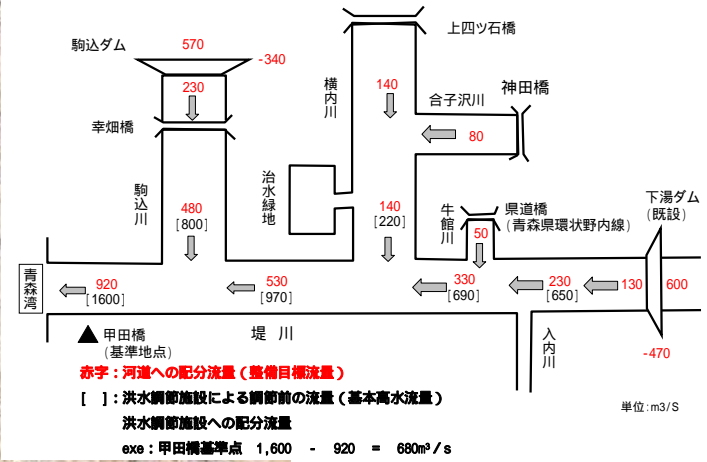 上四ツ石橋
駒込ダム
570
-340
230
横内川
140
合子沢川
神田橋
80
幸畑橋
駒込川
480
[800]
治水緑地
140
[220]
牛館川
県道橋
(青森県環状野内線)
50
下湯ダム
(既設)
青森湾
920
[1600]
530
[970]
330
[690]
230
[650]
130
600
-470
甲田橋
(基準地点)
堤川
入内川
赤字：河道への配分流量（整備目標流量）
[ ]：洪水調節施設による調節前の流量（基本高水流量）
洪水調節施設への配分流量
exe：甲田橋基準点 1,600 - 920 = 680m³/s
単位:m3/S